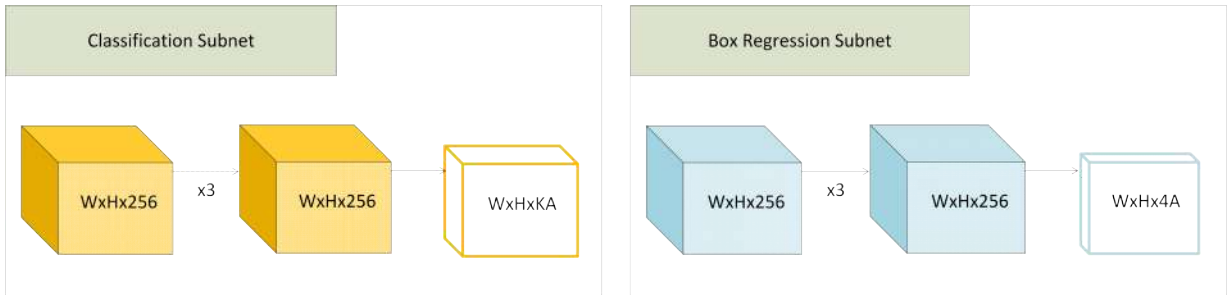 Classification Subnet
WxHx256
x3
WxHx256
WxHxKA
Box Regression Subnet
WxHx256
x3
WxHx256
WxHx4A